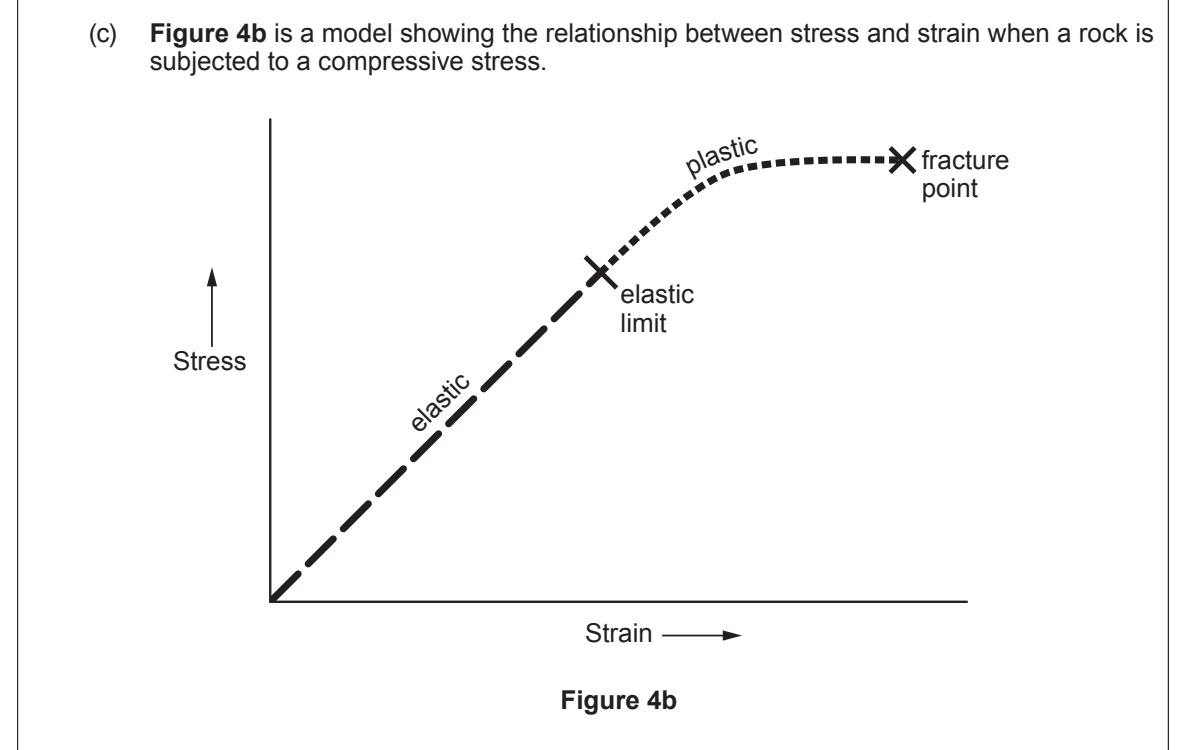 (c) Figure 4b is a model showing the relationship between stress and strain when a rock is
subjected to a compressive stress.
plastic
fracture
point
elastic
limit
Stress
elastic
Strain
Figure 4b